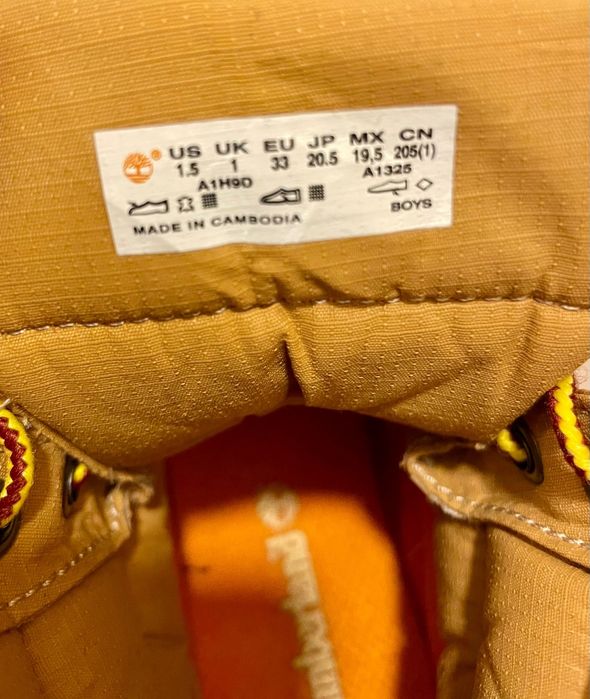 US UK EU JP MX CN
1.5 1 33 20.5 19,5 205(1)
A1H9D A1325
BOYS
MADE IN CAMBODIA
Timberland